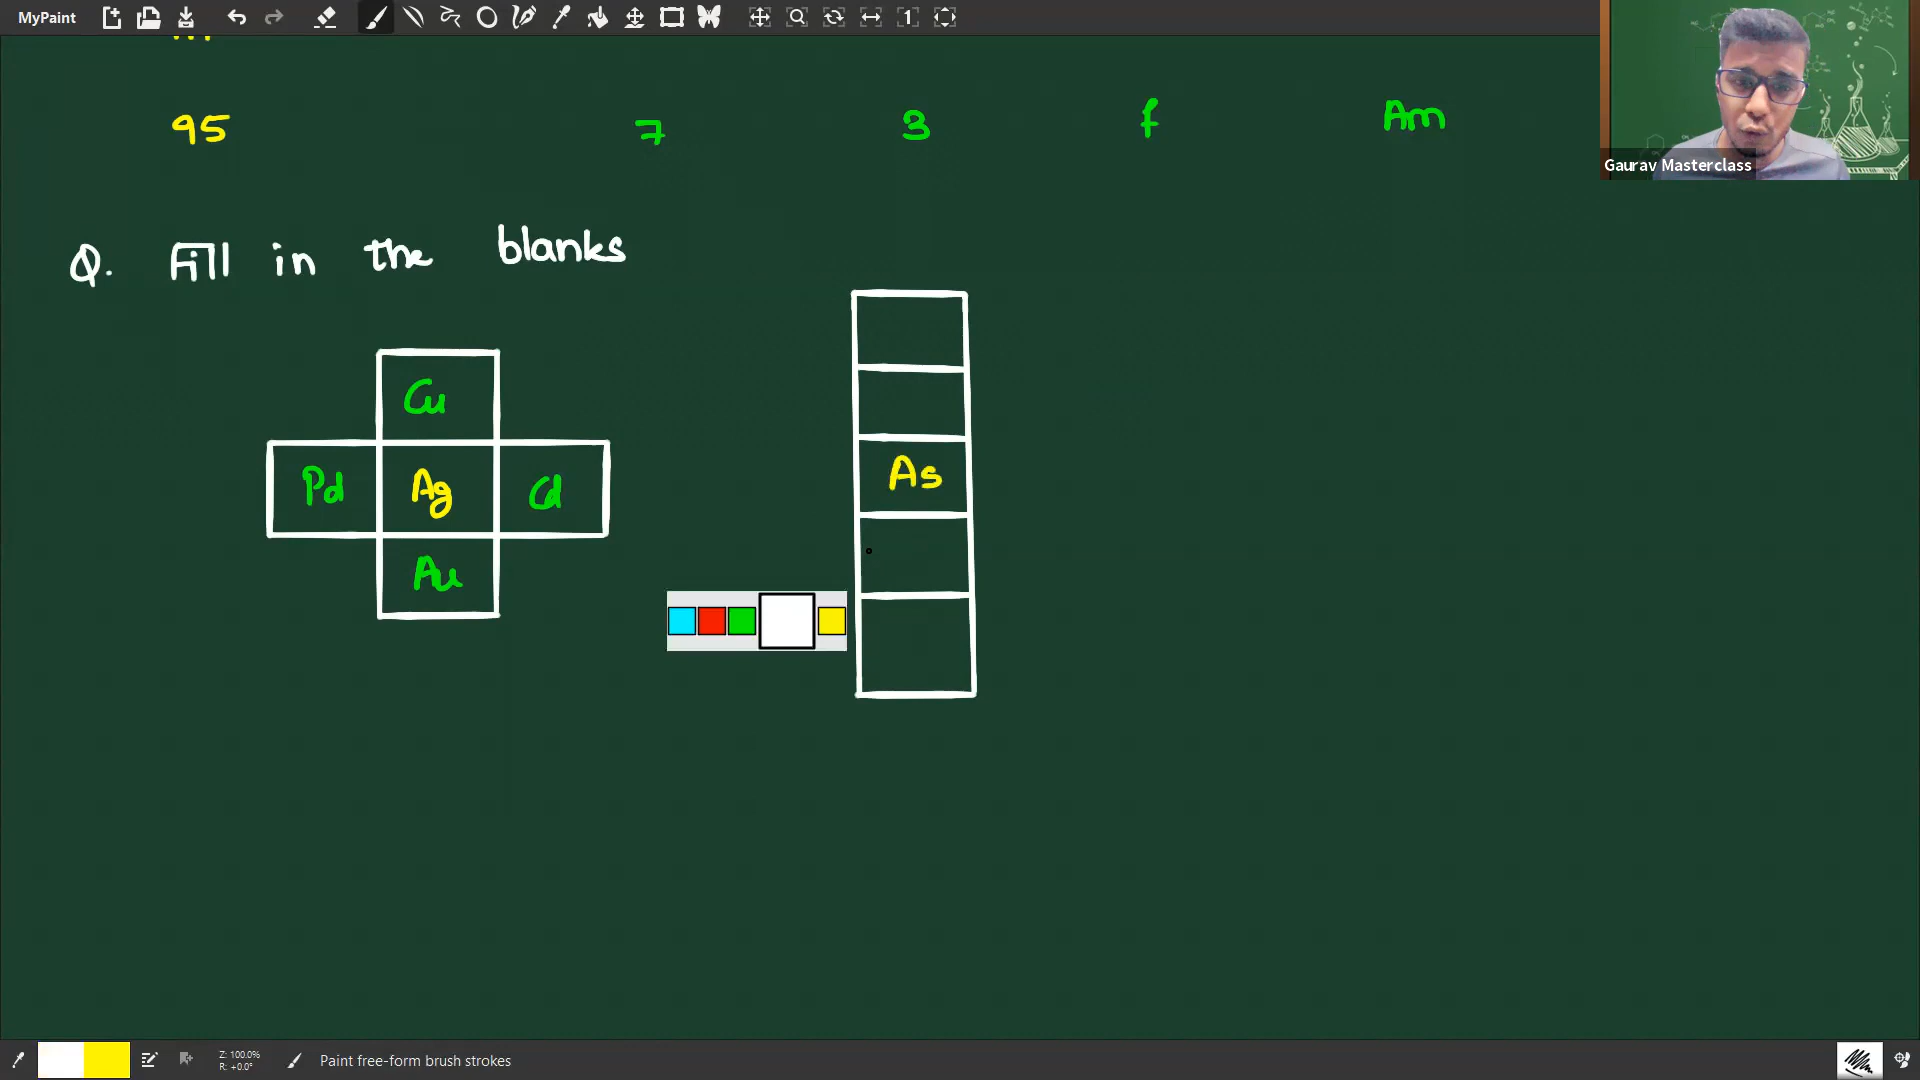 MyPaint
95 7 3 f Am
Gaurav Masterclass
Q. Fill in the blanks
Cu
Pd Ag Cd
Au
As
Z: 100.0%
R: +0.0°
Paint free-form brush strokes